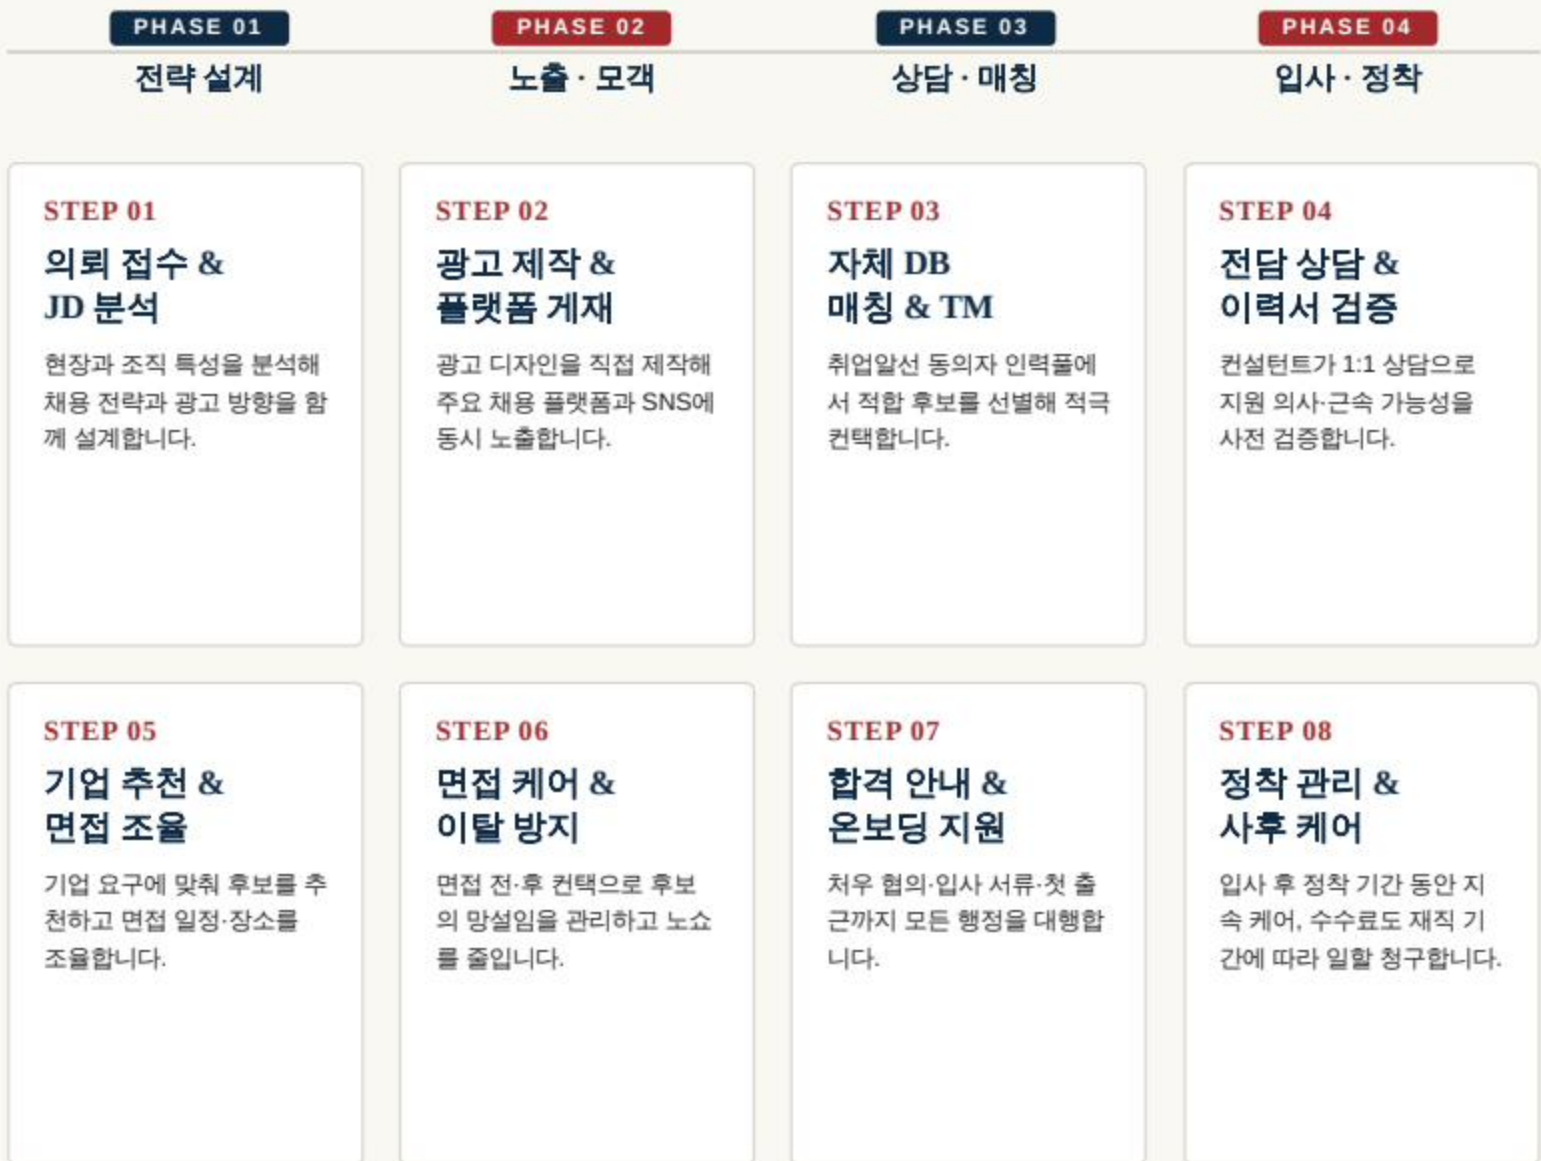 PHASE 01
PHASE 02
PHASE 03
PHASE 04
전략 설계
노출 · 모객
상담 · 매칭
입사 · 정착
STEP 01
의뢰 접수 &
JD 분석
현장과 조직 특성을 분석해
채용 전략과 광고 방향을 함
께 설계합니다.
STEP 02
광고 제작 &
플랫폼 게재
광고 디자인을 직접 제작해
주요 채용 플랫폼과 SNS에
동시 노출합니다.
STEP 03
자체 DB
매칭 & TM
취업알선 동의자 인력풀에
서 적합 후보를 선별해 적극
컨택합니다.
STEP 04
전담 상담 &
이력서 검증
컨설턴트가 1:1 상담으로
지원 의사·근속 가능성을
사전 검증합니다.
STEP 05
기업 추천 &
면접 조율
기업 요구에 맞춰 후보를 추
천하고 면접 일정·장소를
조율합니다.
STEP 06
면접 케어 &
이탈 방지
면접 전·후 컨택으로 후보
의 망설임을 관리하고 노쇼
를 줄입니다.
STEP 07
합격 안내 &
온보딩 지원
처우 협의·입사 서류·첫 출
근까지 모든 행정을 대행합
니다.
STEP 08
정착 관리 &
사후 케어
입사 후 정착 기간 동안 지
속 케어, 수수료도 재직 기
간에 따라 일할 청구합니다.